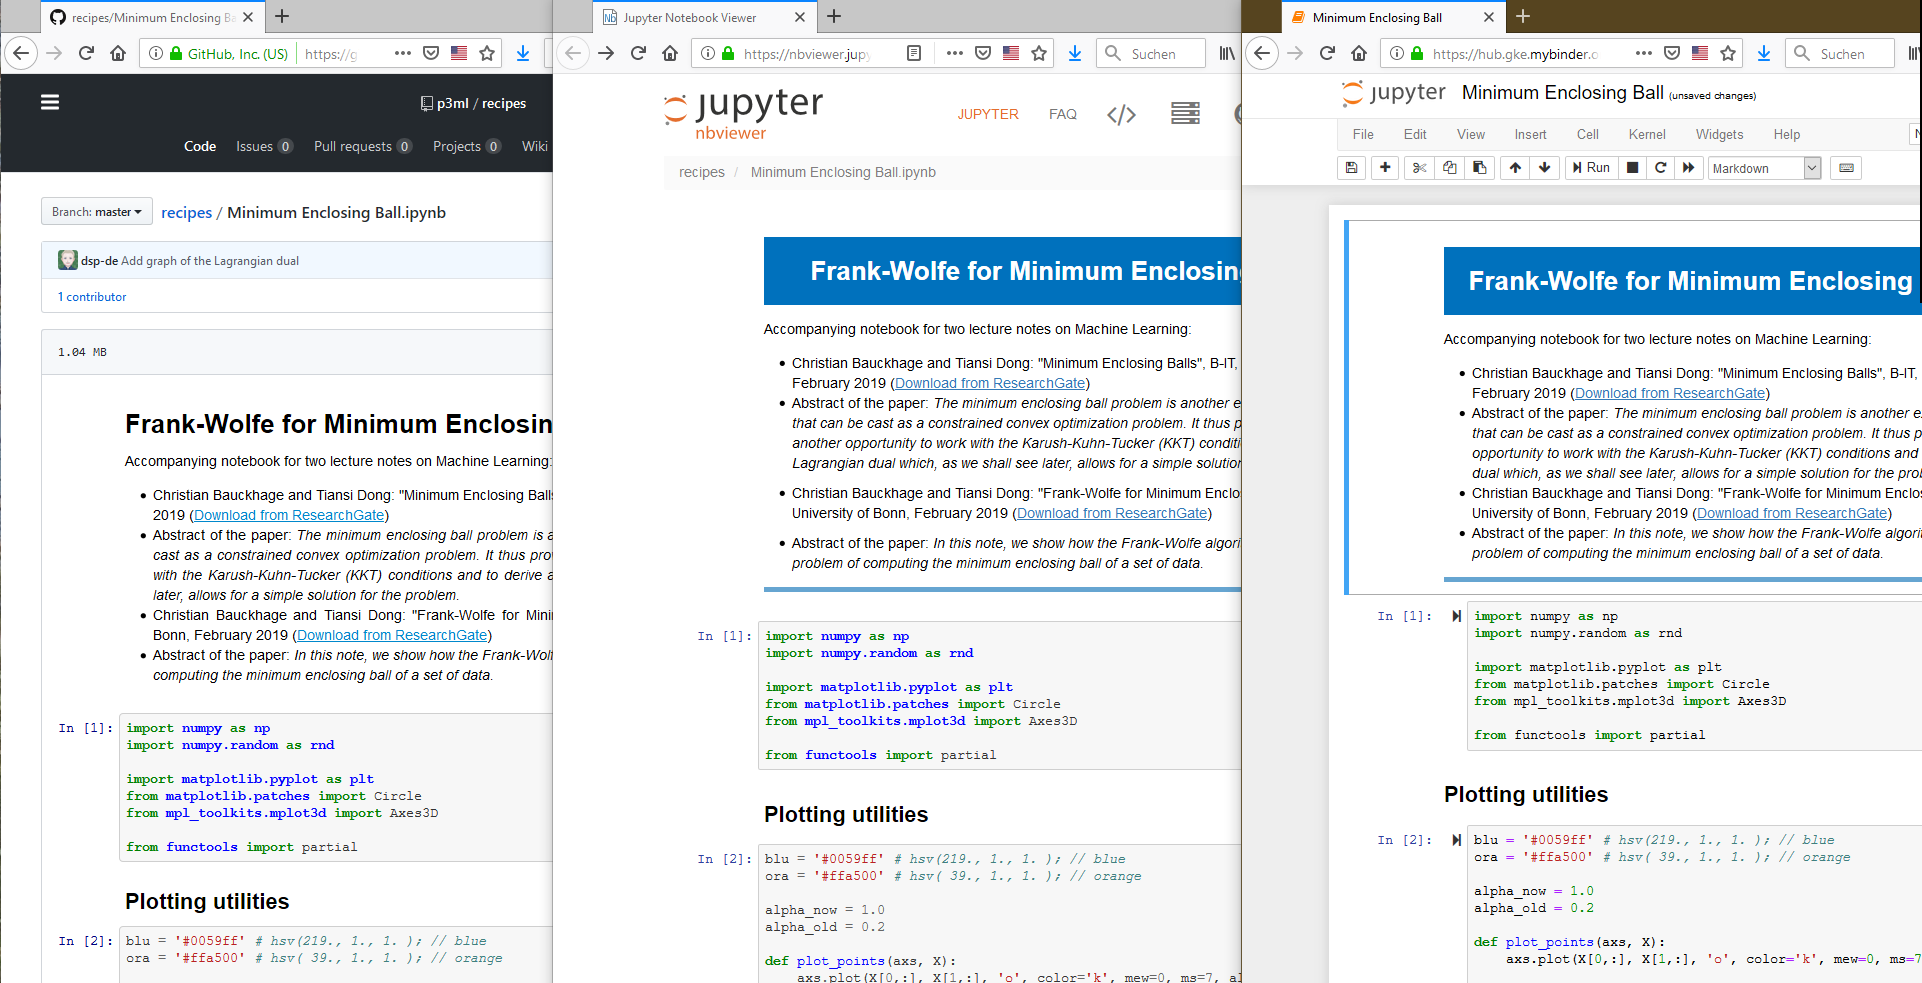 recipes/Minimum Enclosing Ba
GitHub, Inc. (US)
https://g
p3ml / recipes
Code
Issues 0
Pull requests 0
Projects 0
Wiki
Branch: master
recipes / Minimum Enclosing Ball.ipynb
dsp-de Add graph of the Lagrangian dual
1 contributor
1.04 MB
Frank-Wolfe for Minimum Enclosin
Accompanying notebook for two lecture notes on Machine Learning:
• Christian Bauckhage and Tiansi Dong: "Minimum Enclosing Balls
2019 (Download from ResearchGate)
• Abstract of the paper: The minimum enclosing ball problem is a
cast as a constrained convex optimization problem. It thus pro
with the Karush-Kuhn-Tucker (KKT) conditions and to derive a
later, allows for a simple solution for the problem.
• Christian Bauckhage and Tiansi Dong: "Frank-Wolfe for Mini
Bonn, February 2019 (Download from ResearchGate)
• Abstract of the paper: In this note, we show how the Frank-Wolf
computing the minimum enclosing ball of a set of data.
In [1]:
import numpy as np
import numpy.random as rnd
import matplotlib.pyplot as plt
from matplotlib.patches import Circle
from mpl_toolkits.mplot3d import Axes3D
from functools import partial
Plotting utilities
In [2]:
blu = '#0059ff' # hsv(219., 1., 1. ); // blue
ora = '#ffa500' # hsv( 39., 1., 1. ); // orange
Jupyter Notebook Viewer
https://nbviewer.jupy
Suchen
jupyter
nbviewer
JUPYTER
FAQ
</>
recipes / Minimum Enclosing Ball.ipynb
Frank-Wolfe for Minimum Enclosing
Accompanying notebook for two lecture notes on Machine Learning:
• Christian Bauckhage and Tiansi Dong: "Minimum Enclosing Balls", B-IT,
February 2019 (Download from ResearchGate)
• Abstract of the paper: The minimum enclosing ball problem is another e
that can be cast as a constrained convex optimization problem. It thus p
another opportunity to work with the Karush-Kuhn-Tucker (KKT) conditi
Lagrangian dual which, as we shall see later, allows for a simple solution
• Christian Bauckhage and Tiansi Dong: "Frank-Wolfe for Minimum Enclo
University of Bonn, February 2019 (Download from ResearchGate)
• Abstract of the paper: In this note, we show how the Frank-Wolfe algori
problem of computing the minimum enclosing ball of a set of data.
In [1]:
import numpy as np
import numpy.random as rnd
import matplotlib.pyplot as plt
from matplotlib.patches import Circle
from mpl_toolkits.mplot3d import Axes3D
from functools import partial
Plotting utilities
In [2]:
blu = '#0059ff' # hsv(219., 1., 1. ); // blue
ora = '#ffa500' # hsv( 39., 1., 1. ); // orange
alpha_now = 1.0
alpha_old = 0.2
def plot_points(axs, X):
axs.plot(X[0,:], X[1,:], 'o', color='k', mew=0, ms=7, al
Minimum Enclosing Ball
https://hub.gke.mybinder.o
Suchen
jupyter
Minimum Enclosing Ball (unsaved changes)
File
Edit
View
Insert
Cell
Kernel
Widgets
Help
N
Run
Markdown
Frank-Wolfe for Minimum Enclosing
Accompanying notebook for two lecture notes on Machine Learning:
• Christian Bauckhage and Tiansi Dong: "Minimum Enclosing Balls", B-IT,
February 2019 (Download from ResearchGate)
• Abstract of the paper: The minimum enclosing ball problem is another e
that can be cast as a constrained convex optimization problem. It thus p
opportunity to work with the Karush-Kuhn-Tucker (KKT) conditions and
dual which, as we shall see later, allows for a simple solution for the prob
• Christian Bauckhage and Tiansi Dong: "Frank-Wolfe for Minimum Enclos
University of Bonn, February 2019 (Download from ResearchGate)
• Abstract of the paper: In this note, we show how the Frank-Wolfe algorit
problem of computing the minimum enclosing ball of a set of data.
In [1]:
import numpy as np
import numpy.random as rnd
import matplotlib.pyplot as plt
from matplotlib.patches import Circle
from mpl_toolkits.mplot3d import Axes3D
from functools import partial
Plotting utilities
In [2]:
blu = '#0059ff' # hsv(219., 1., 1. ); // blue
ora = '#ffa500' # hsv( 39., 1., 1. ); // orange
alpha_now = 1.0
alpha_old = 0.2
def plot_points(axs, X):
axs.plot(X[0,:], X[1,:], 'o', color='k', mew=0, ms=7